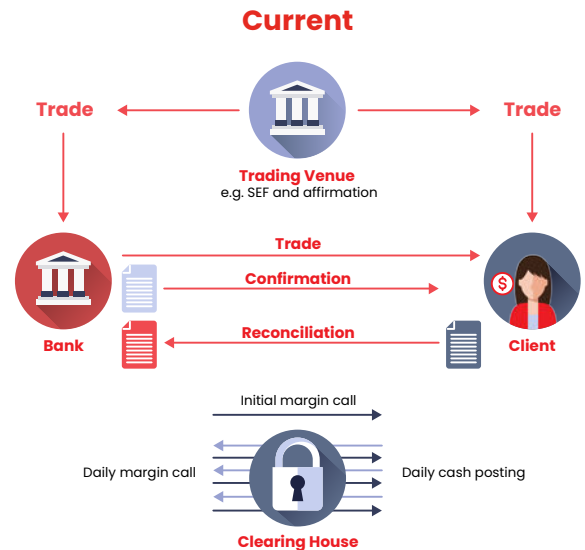 Current
Trade
Trade
Trading Venue
e.g. SEF and affirmation
Trade
Confirmation
$
Reconciliation
Bank
Client
Initial margin call
Daily margin call
Daily cash posting
Clearing House